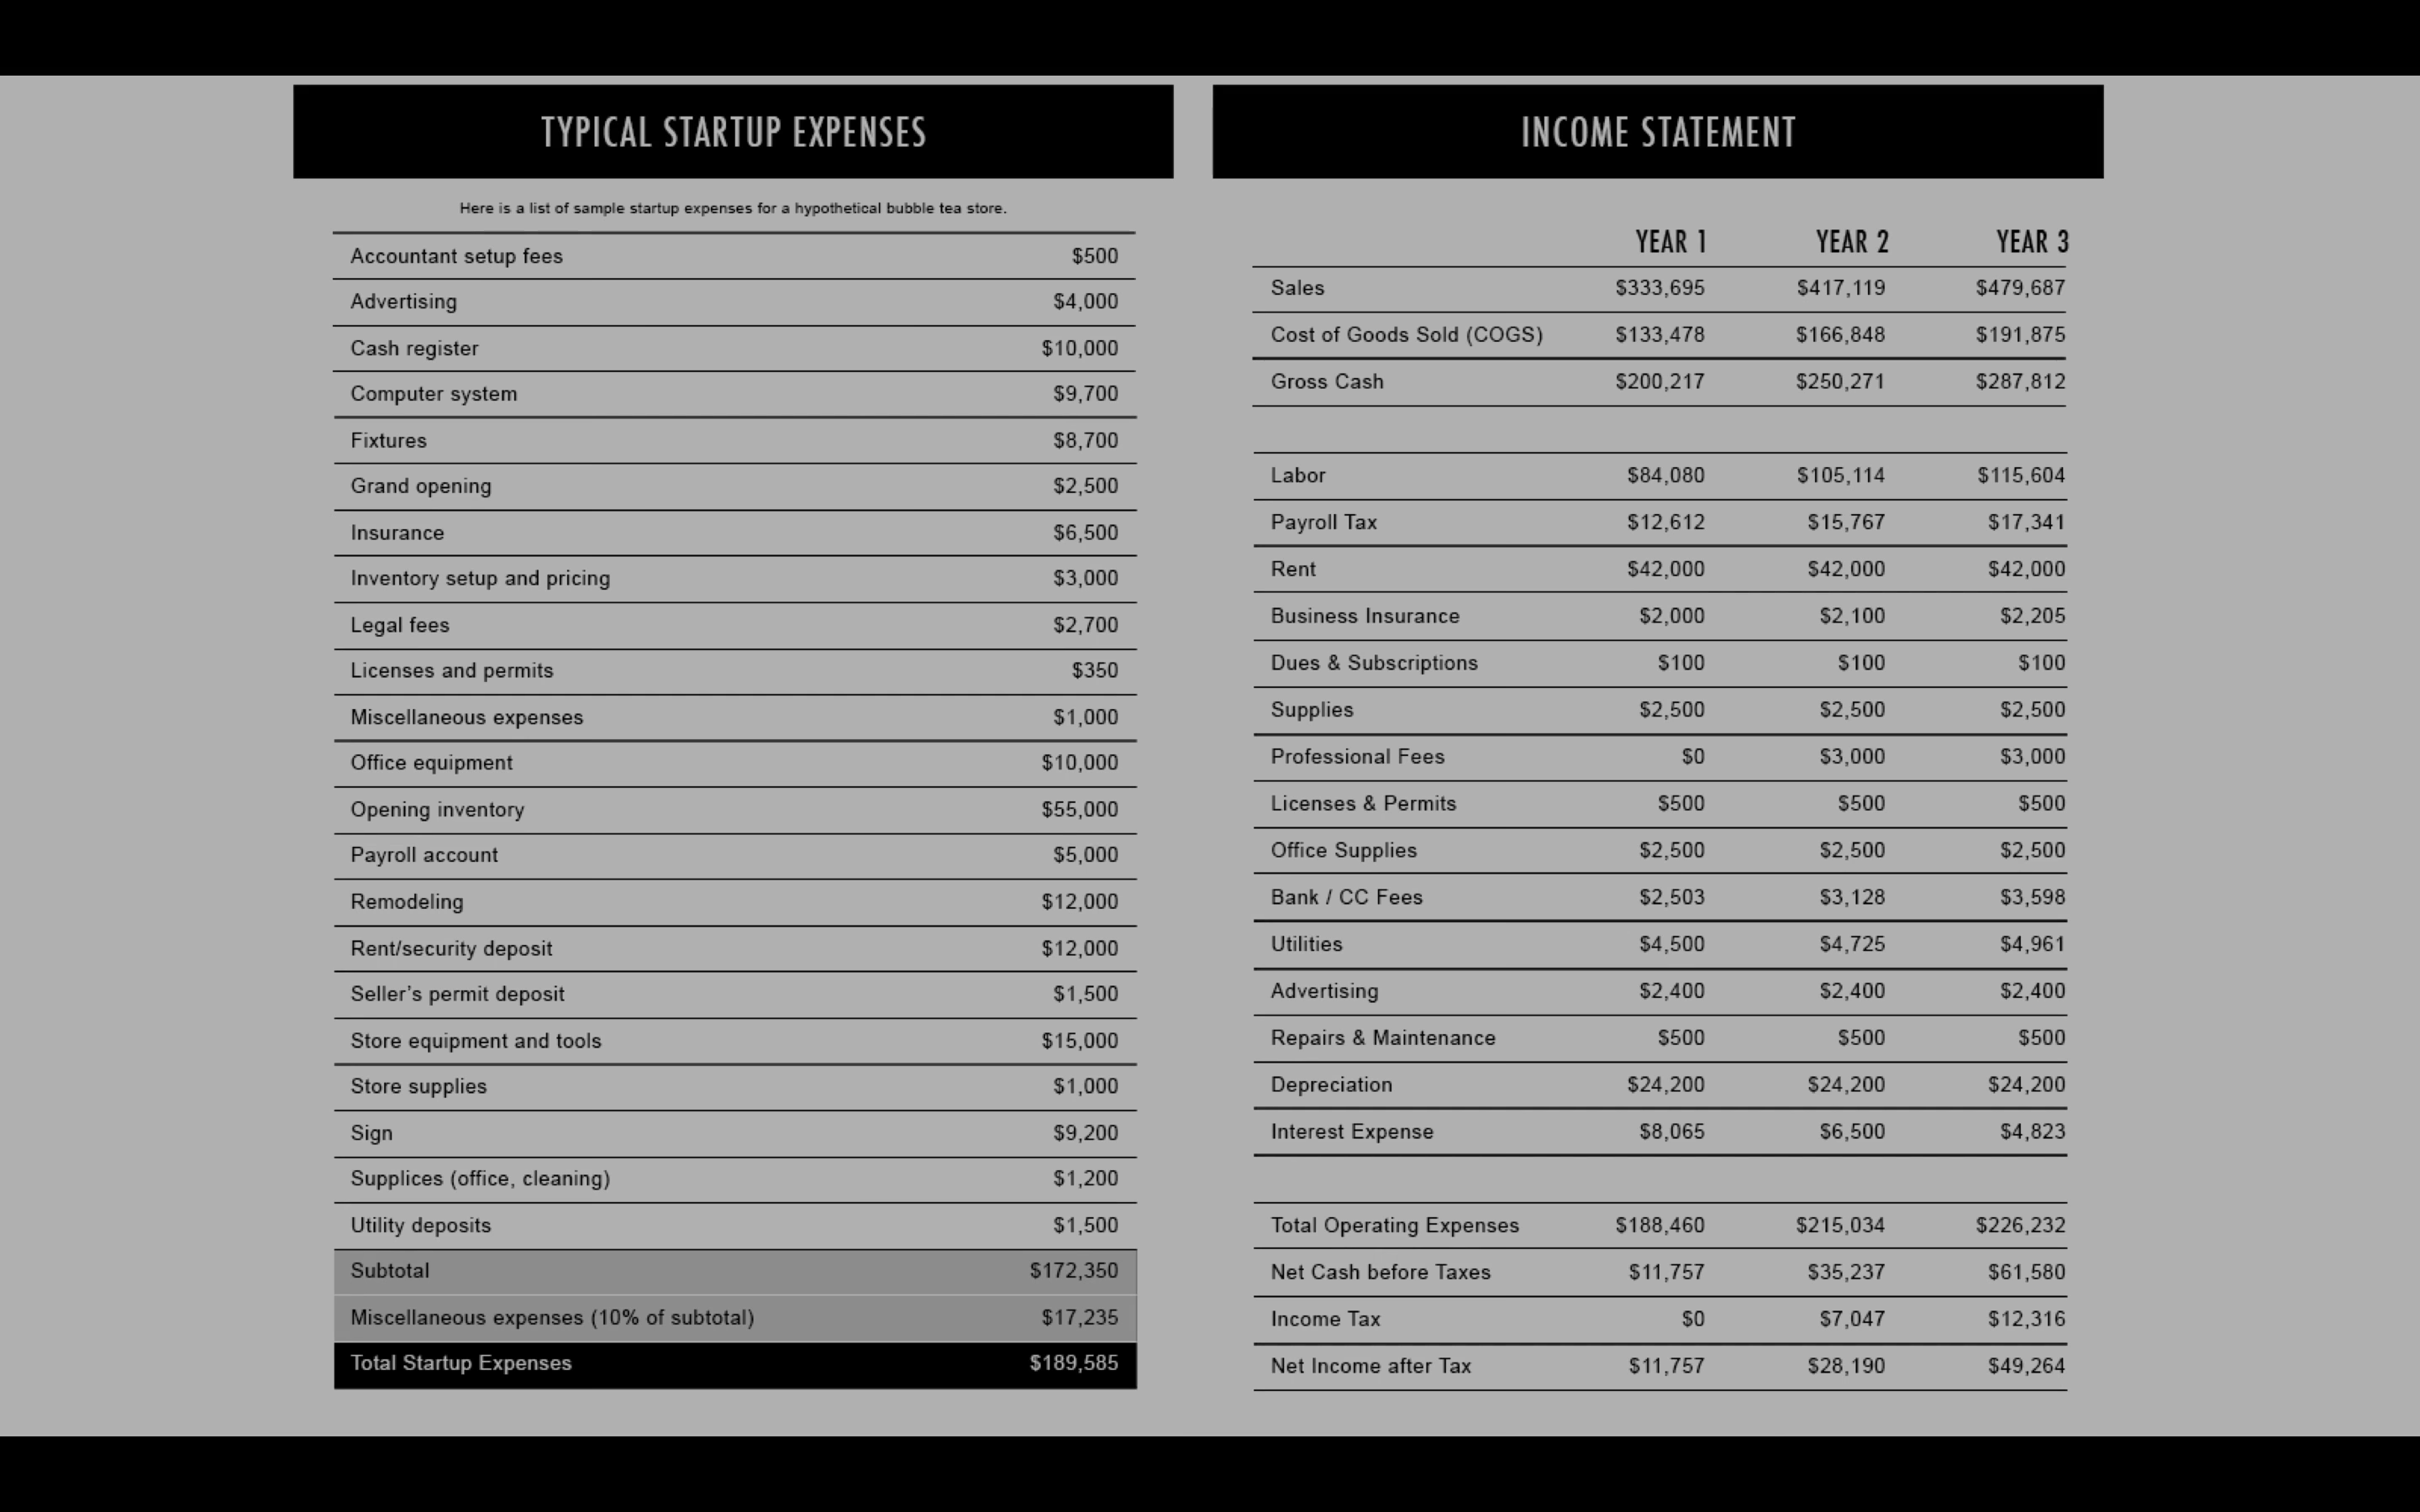 TYPICAL STARTUP EXPENSES
Here is a list of sample startup expenses for a hypothetical bubble tea store.
Accountant setup fees $500
Advertising $4,000
Cash register $10,000
Computer system $9,700
Fixtures $8,700
Grand opening $2,500
Insurance $6,500
Inventory setup and pricing $3,000
Legal fees $2,700
Licenses and permits $350
Miscellaneous expenses $1,000
Office equipment $10,000
Opening inventory $55,000
Payroll account $5,000
Remodeling $12,000
Rent/security deposit $12,000
Seller’s permit deposit $1,500
Store equipment and tools $15,000
Store supplies $1,000
Sign $9,200
Supplices (office, cleaning) $1,200
Utility deposits $1,500
Subtotal $172,350
Miscellaneous expenses (10% of subtotal) $17,235
Total Startup Expenses $189,585
INCOME STATEMENT
YEAR 1 YEAR 2 YEAR 3
Sales $333,695 $417,119 $479,687
Cost of Goods Sold (COGS) $133,478 $166,848 $191,875
Gross Cash $200,217 $250,271 $287,812
Labor $84,080 $105,114 $115,604
Payroll Tax $12,612 $15,767 $17,341
Rent $42,000 $42,000 $42,000
Business Insurance $2,000 $2,100 $2,205
Dues & Subscriptions $100 $100 $100
Supplies $2,500 $2,500 $2,500
Professional Fees $0 $3,000 $3,000
Licenses & Permits $500 $500 $500
Office Supplies $2,500 $2,500 $2,500
Bank / CC Fees $2,503 $3,128 $3,598
Utilities $4,500 $4,725 $4,961
Advertising $2,400 $2,400 $2,400
Repairs & Maintenance $500 $500 $500
Depreciation $24,200 $24,200 $24,200
Interest Expense $8,065 $6,500 $4,823
Total Operating Expenses $188,460 $215,034 $226,232
Net Cash before Taxes $11,757 $35,237 $61,580
Income Tax $0 $7,047 $12,316
Net Income after Tax $11,757 $28,190 $49,264